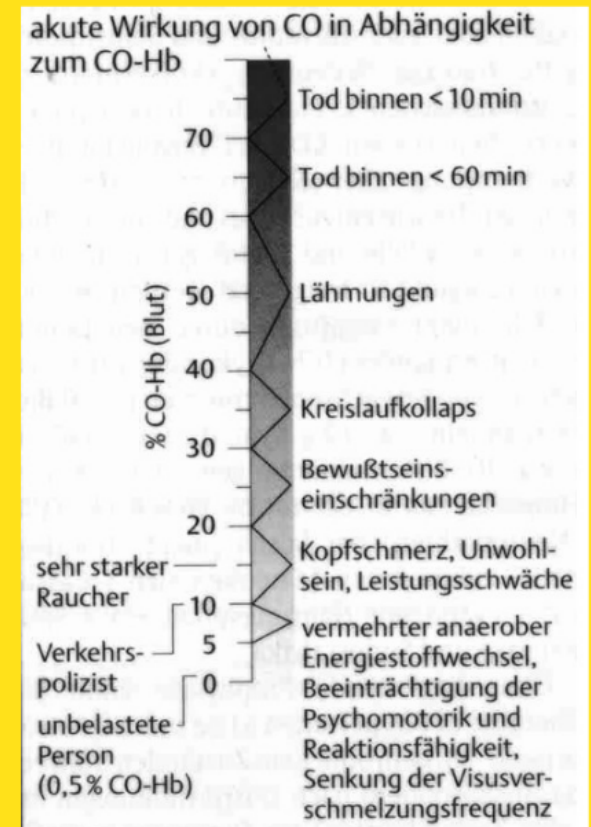 akute Wirkung von CO in Abhängigkeit
zum CO-Hb
% CO-Hb (Blut)
70
60
50
40
30
20
10
5
0
Tod binnen < 10 min
Tod binnen < 60 min
Lähmungen
Kreislaufkollaps
Bewußtseins-
einschränkungen
Kopfschmerz, Unwohl-
sein, Leistungsschwäche
vermehrter anaerober
Energiestoffwechsel,
Beeinträchtigung der
Psychomotorik und
Reaktionsfähigkeit,
Senkung der Visusver-
schmelzungsfrequenz
sehr starker
Raucher
Verkehrs-
polizist
unbelastete
Person
(0,5 % CO-Hb)